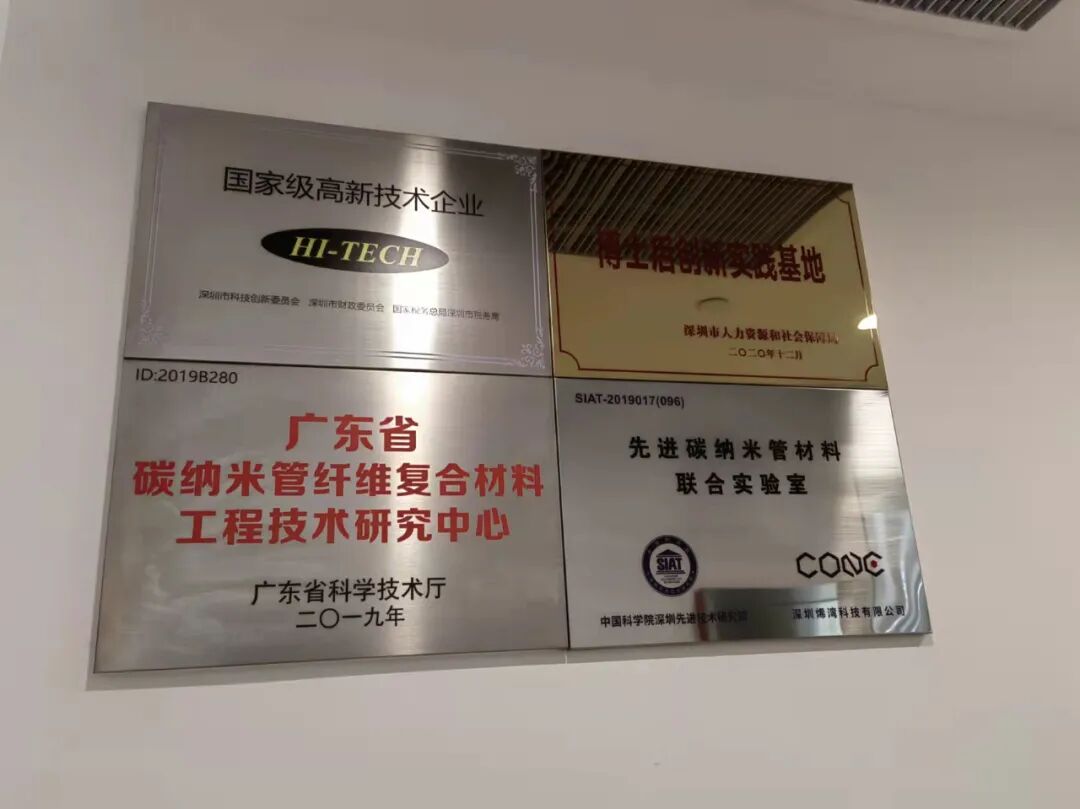 国家级高新技术企业
HI-TECH
深圳市科技创新委员会 深圳市财政委员会 国家税务总局深圳市税务局
博士后创新实践基地
深圳市人力资源和社会保障局
二〇二〇年十二月
ID:2019B280
广东省
碳纳米管纤维复合材料
工程技术研究中心
广东省科学技术厅
二〇一九年
SIAT-2019017(096)
先进碳纳米管材料
联合实验室
SIAT
CONE
中国科学院深圳先进技术研究院
深圳烯湾科技有限公司